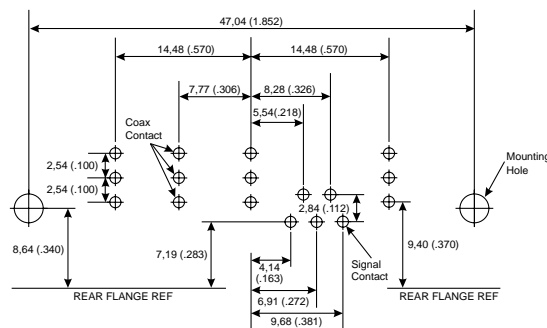 47,04 (1.852)
14,48 (.570)
14,48 (.570)
7,77 (.306)
8,28 (.326)
5,54(.218)
Coax
Contact
2,54 (.100)
2,54 (.100)
Mounting
Hole
2,84 (.112)
8,64 (.340)
7,19 (.283)
9,40 (.370)
4,14
(.163)
Signal
Contact
6,91 (.272)
9,68 (.381)
REAR FLANGE REF
REAR FLANGE REF